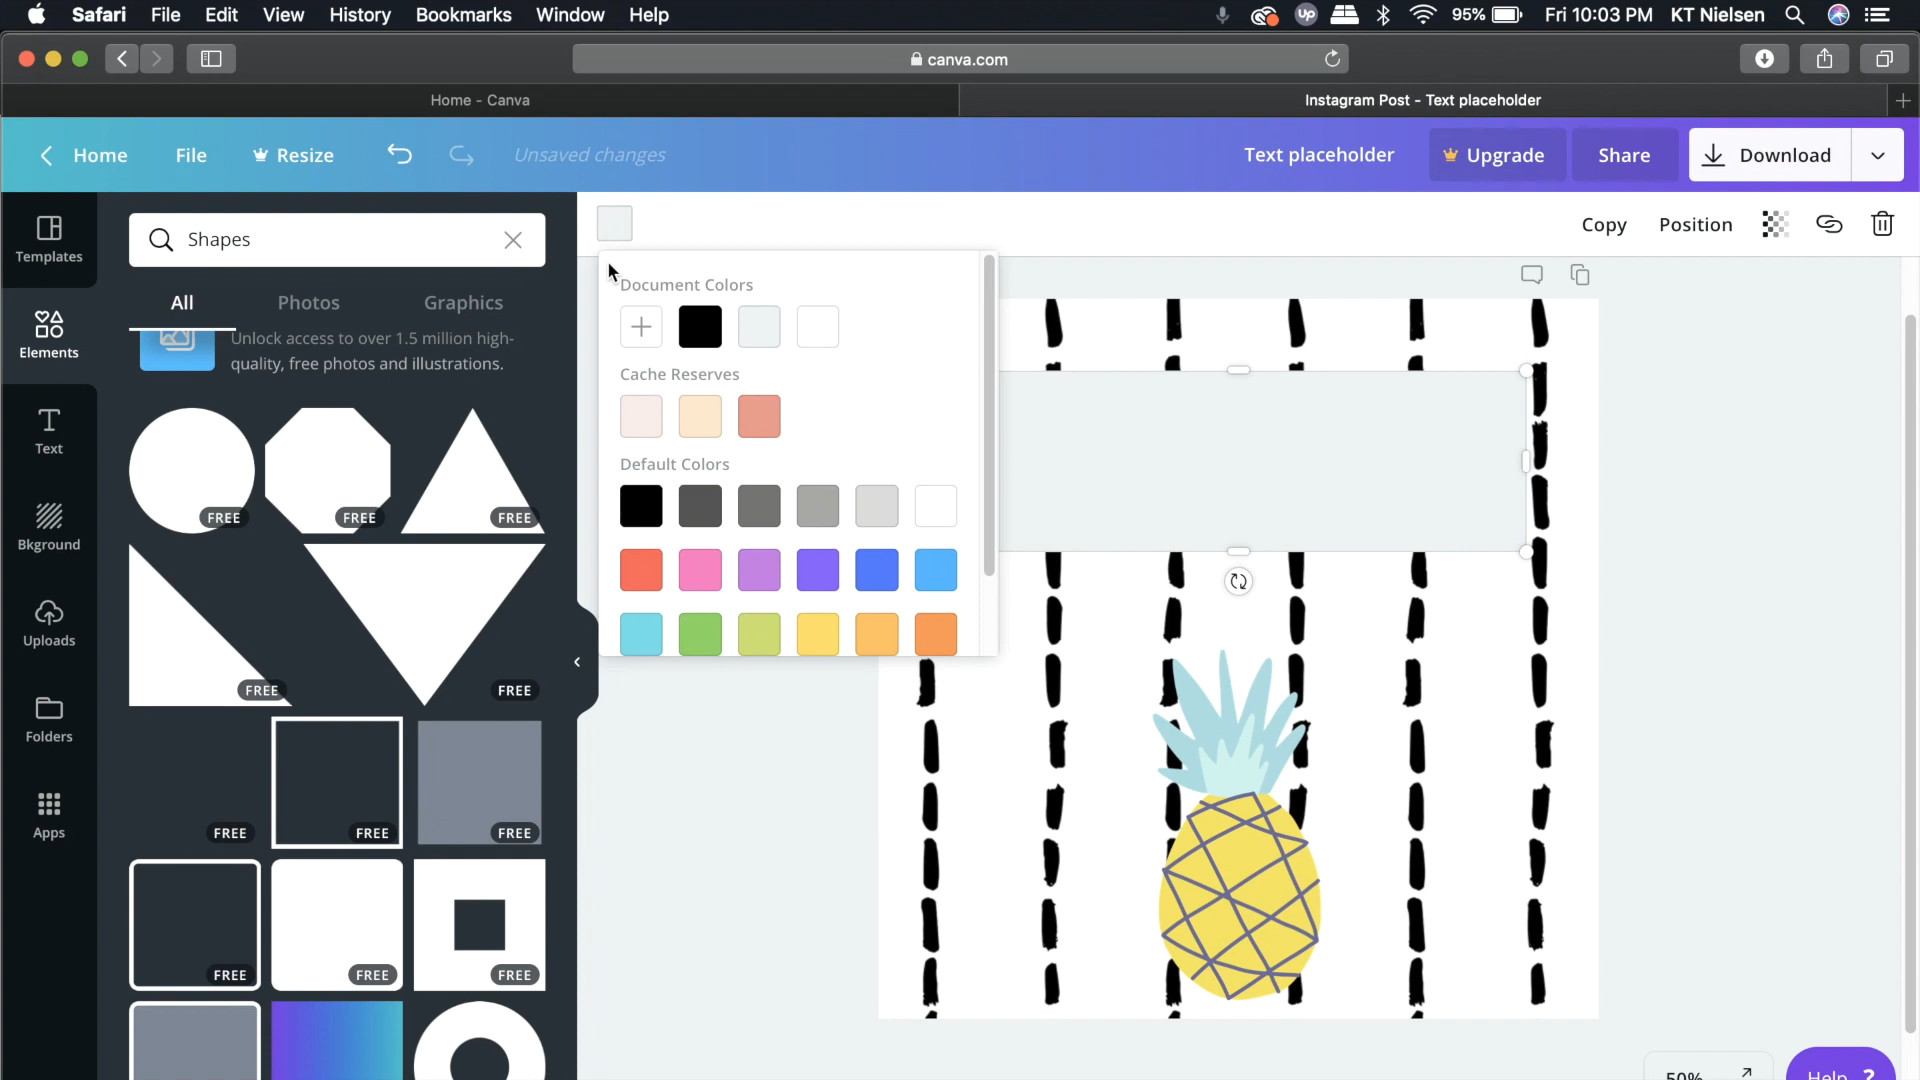 Safari File Edit View History Bookmarks Window Help Up 95% Fri 10:03 PM KT Nielsen
canva.com
Home - Canva Instagram Post - Text placeholder
Home File Resize Unsaved changes Text placeholder Upgrade Share Download
Shapes Copy Position
Templates
All Photos Graphics
Elements
Unlock access to over 1.5 million high-
quality, free photos and illustrations.
Text
Bkground
Uploads
Folders
Apps
FREE FREE FREE
FREE FREE
FREE FREE FREE
FREE FREE FREE
Document Colors
Cache Reserves
Default Colors
50% Help ?